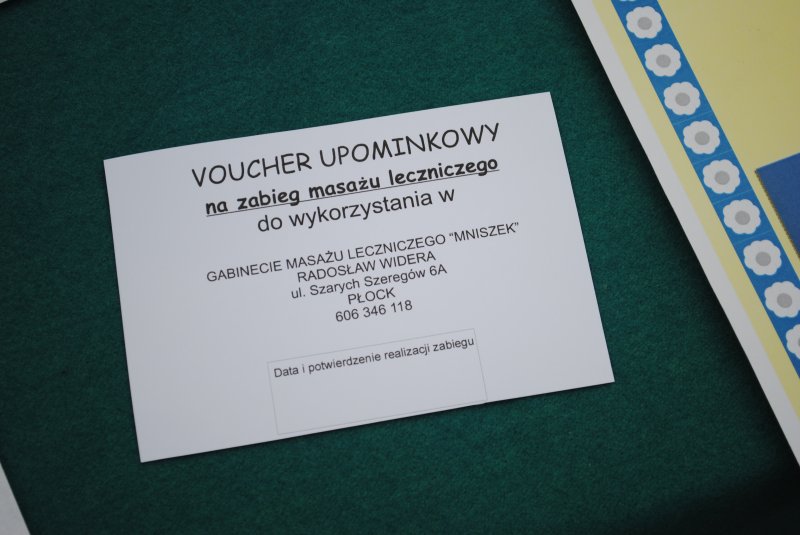 VOUCHER UPOMINKOWY
na zabieg masażu leczniczego
do wykorzystania w
GABINECIE MASAŻU LECZNICZEGO "MNISZEK"
RADOSŁAW WIDERA
ul. Szarych Szeregów 6A
PŁOCK
606 346 118
Data i potwierdzenie realizacji zabiegu